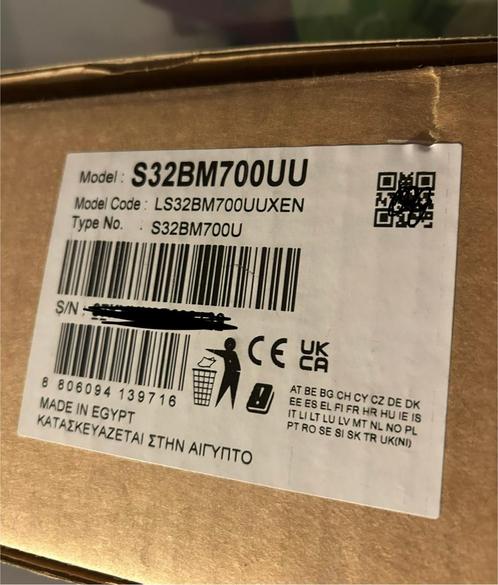 Model : S32BM700UU
Model Code : LS32BM700UUXEN
Type No. : S32BM700U
S/N :
CE UK CA
8 806094 139716
AT BE BG CH CY CZ DE DK
EE ES EL FI FR HR HU IE IS
IT LI LT LU LV MT NL NO PL
PT RO SE SI SK TR UK(NI)
MADE IN EGYPT
ΚΑΤΑΣΚΕΥΑΖΕΤΑΙ ΣΤΗΝ ΑΙΓΥΠΤΟ